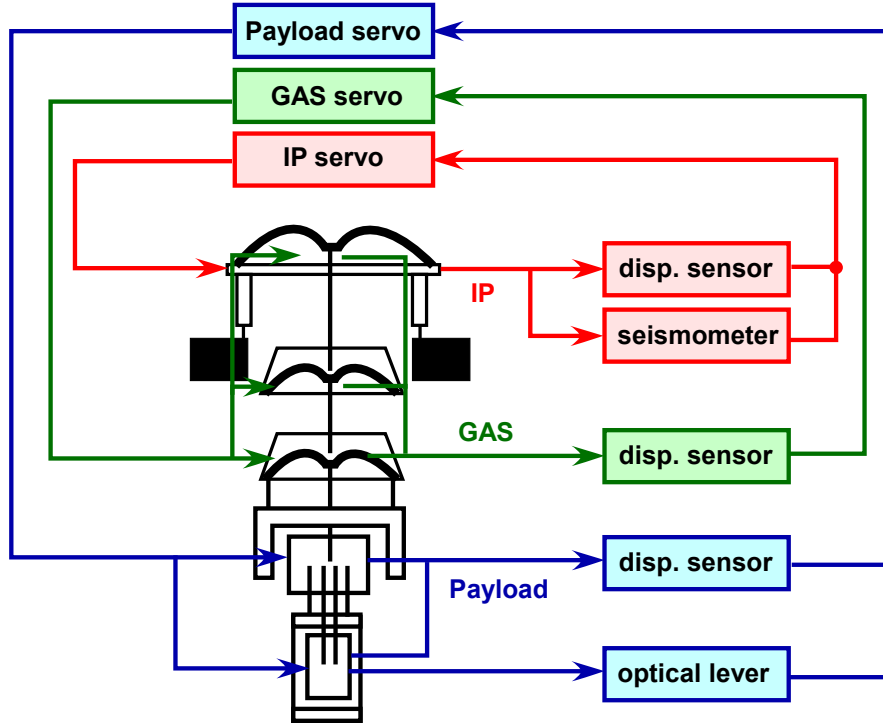 Payload servo
GAS servo
IP servo
disp. sensor
IP
seismometer
GAS
disp. sensor
disp. sensor
Payload
optical lever